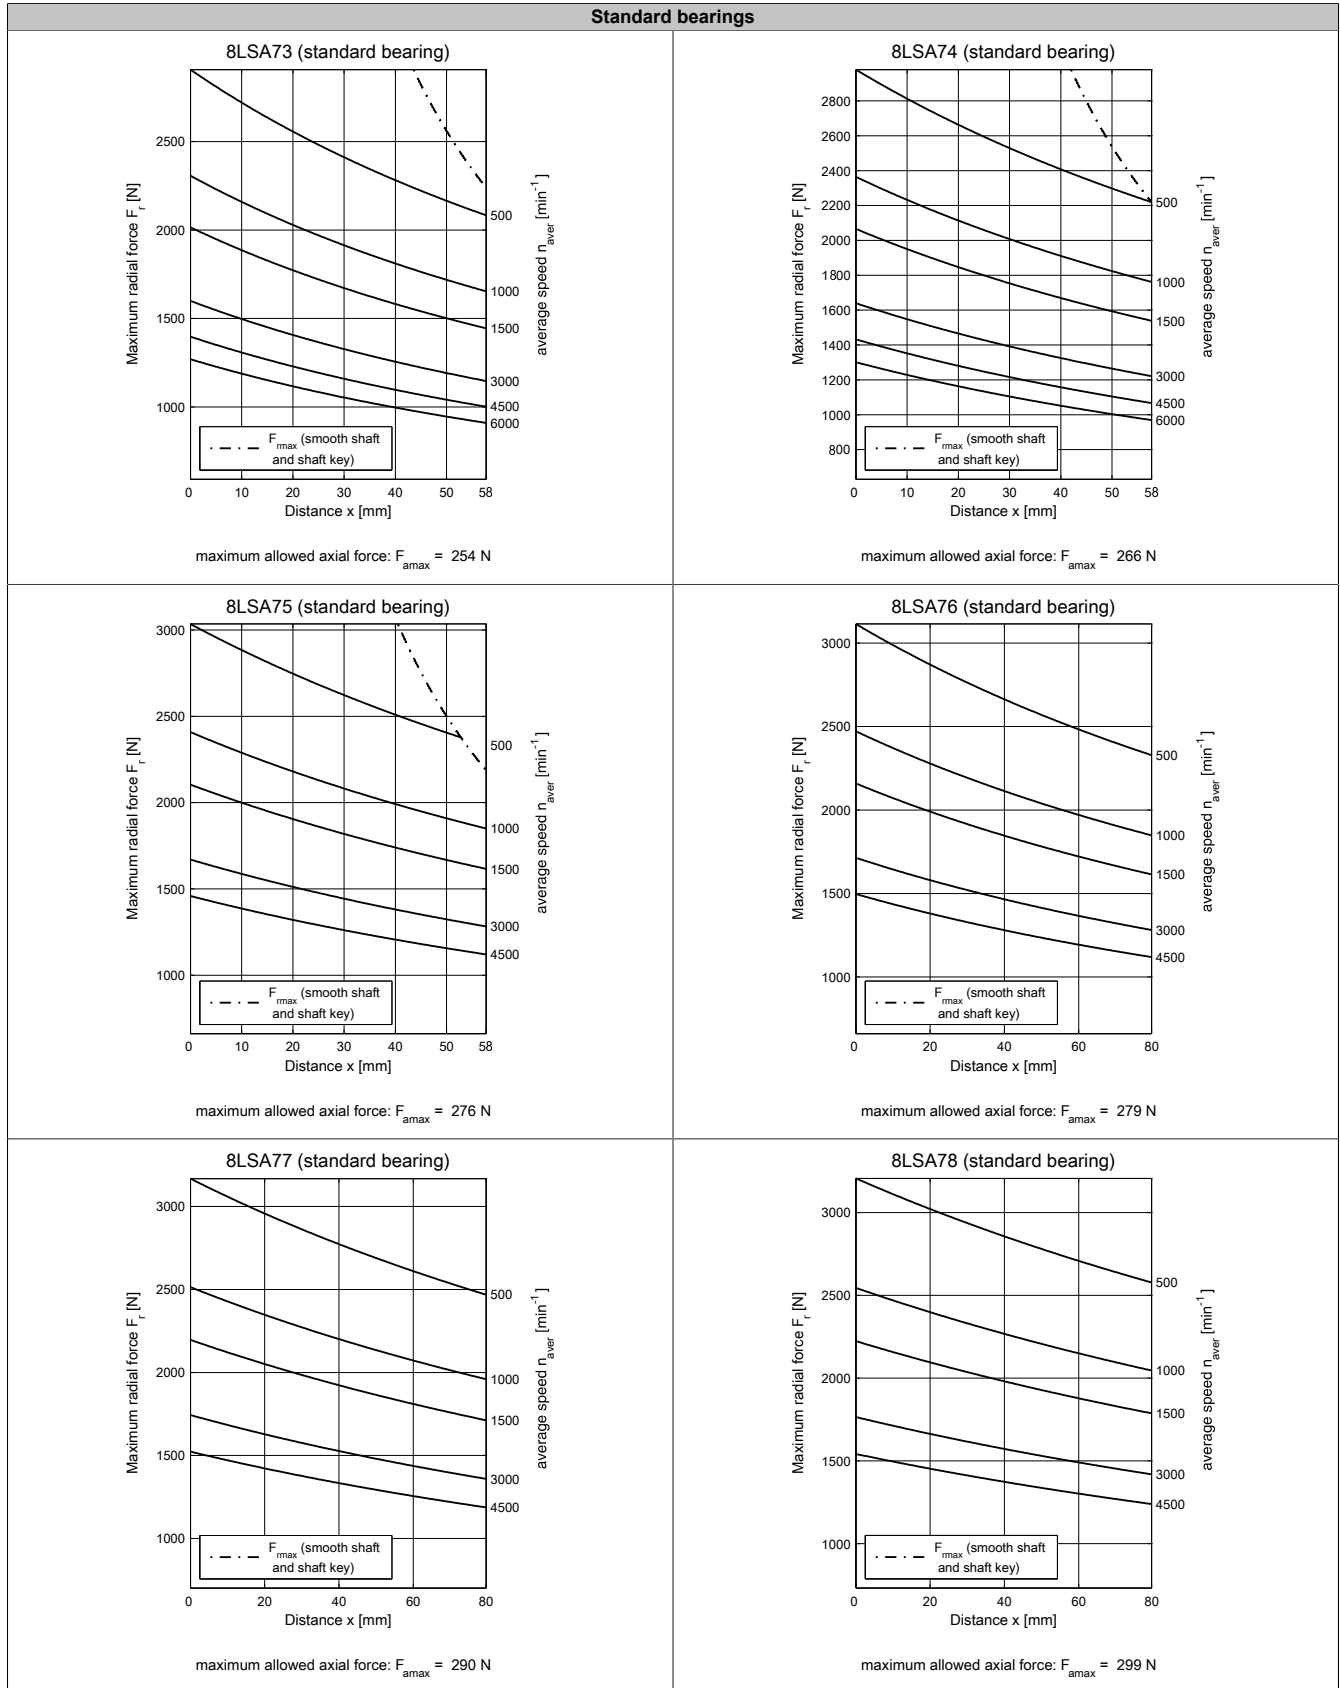 Standard bearings
8LSA73 (standard bearing)
Maximum radial force F_r [N]
2500
2000
1500
1000
500
1000
1500
3000
4500
6000
average speed n_aver [min^-1]
F_rmax (smooth shaft
and shaft key)
0 10 20 30 40 50 58
Distance x [mm]
maximum allowed axial force: F_amax = 254 N
8LSA74 (standard bearing)
Maximum radial force F_r [N]
2800
2600
2400
2200
2000
1800
1600
1400
1200
1000
800
500
1000
1500
3000
4500
6000
average speed n_aver [min^-1]
F_rmax (smooth shaft
and shaft key)
0 10 20 30 40 50 58
Distance x [mm]
maximum allowed axial force: F_amax = 266 N
8LSA75 (standard bearing)
Maximum radial force F_r [N]
3000
2500
2000
1500
1000
500
1000
1500
3000
4500
average speed n_aver [min^-1]
F_rmax (smooth shaft
and shaft key)
0 10 20 30 40 50 58
Distance x [mm]
maximum allowed axial force: F_amax = 276 N
8LSA76 (standard bearing)
Maximum radial force F_r [N]
3000
2500
2000
1500
1000
500
1000
1500
3000
4500
average speed n_aver [min^-1]
F_rmax (smooth shaft
and shaft key)
0 20 40 60 80
Distance x [mm]
maximum allowed axial force: F_amax = 279 N
8LSA77 (standard bearing)
Maximum radial force F_r [N]
3000
2500
2000
1500
1000
500
1000
1500
3000
4500
average speed n_aver [min^-1]
F_rmax (smooth shaft
and shaft key)
0 20 40 60 80
Distance x [mm]
maximum allowed axial force: F_amax = 290 N
8LSA78 (standard bearing)
Maximum radial force F_r [N]
3000
2500
2000
1500
1000
500
1000
1500
3000
4500
average speed n_aver [min^-1]
F_rmax (smooth shaft
and shaft key)
0 20 40 60 80
Distance x [mm]
maximum allowed axial force: F_amax = 299 N